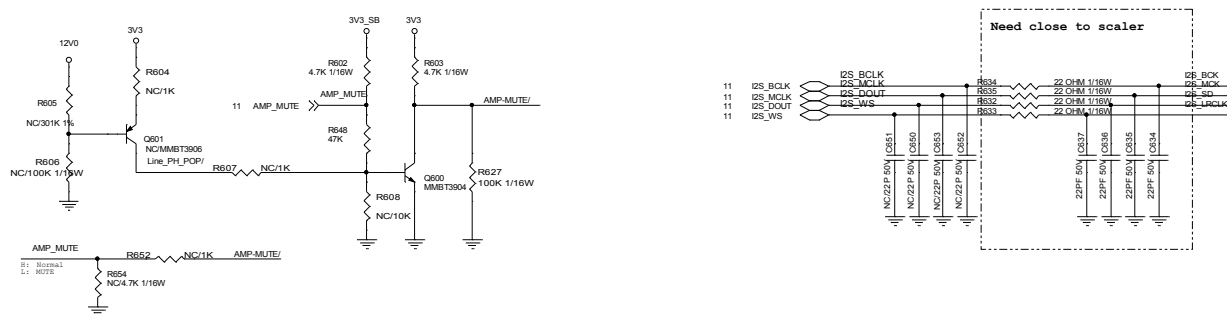 12V0
3V3
R604
NC/1K
R605
NC/301K 1%
Q601
NC/MMBT3906
Line_PH_POP/
R606
NC/100K 1/16W
R607
NC/1K
3V3_SB
3V3
R602
4.7K 1/16W
R603
4.7K 1/16W
11
AMP_MUTE
AMP_MUTE
R648
47K
AMP-MUTE/
Q600
MMBT3904
R627
100K 1/16W
R608
NC/10K
AMP_MUTE
H: Normal
L: MUTE
R652
NC/1K
AMP-MUTE/
R654
NC/4.7K 1/16W
Need close to scaler
11 I2S_BCLK
11 I2S_MCLK
11 I2S_DOUT
11 I2S_WS
I2S_BCLK
I2S_MCLK
I2S_DOUT
I2S_WS
R634 22 OHM 1/16W
R635 22 OHM 1/16W
R632 22 OHM 1/16W
R633 22 OHM 1/16W
I2S_BCK
I2S_MCK
I2S_SD
I2S_LRCLK
C651
NC/22P 50V
C650
NC/22P 50V
C653
NC/22P 50V
C652
NC/22P 50V
C637
22PF 50V
C636
22PF 50V
C635
22PF 50V
C634
22PF 50V